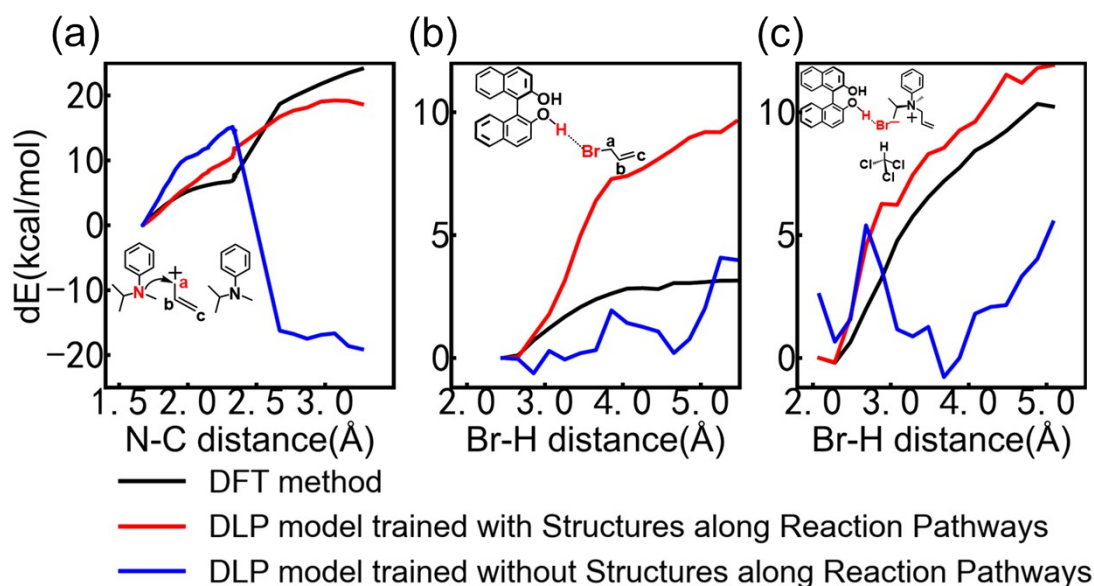 (a) (b) (c)
dE(kcal/mol)
20
10
0
−10
−20
N
+
a
b
c
N
1.5 2.0 2.5 3.0
N-C distance(Å)
10
5
0
OH
O
H
Br
a
b
c
2.0 3.0 4.0 5.0
Br-H distance(Å)
10
5
0
OH
O
H
Br
−
N
+
H
Cl
Cl
Cl
2.0 3.0 4.0 5.0
Br-H distance(Å)
DFT method
DLP model trained with Structures along Reaction Pathways
DLP model trained without Structures along Reaction Pathways